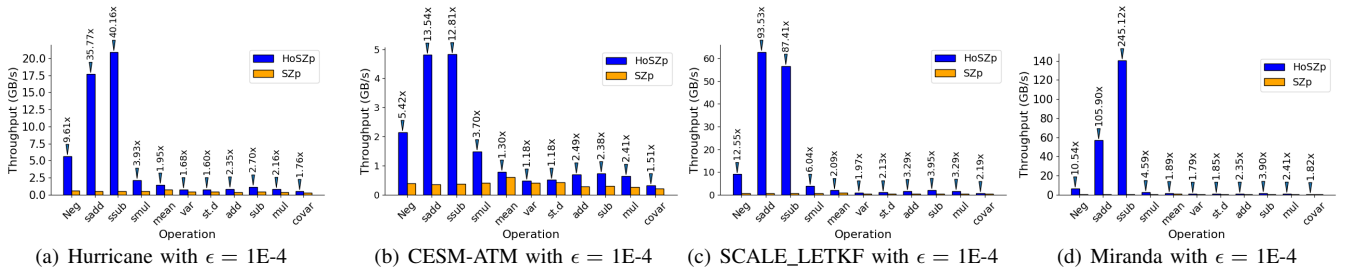 9.61x
35.77x
40.16x
3.93x
1.95x
1.68x
1.60x
2.35x
2.70x
2.16x
1.76x
HoSZp
SZp
Throughput (GB/s)
20.0
17.5
15.0
12.5
10.0
7.5
5.0
2.5
0.0
Neg
sadd
ssub
smul
mean
var
st.d
add
sub
mul
covar
Operation
(a) Hurricane with ϵ = 1E-4
5.42x
13.54x
12.81x
3.70x
1.30x
1.18x
1.18x
2.49x
2.38x
2.41x
1.51x
HoSZp
SZp
Throughput (GB/s)
5
4
3
2
1
0
Neg
sadd
ssub
smul
mean
var
st.d
add
sub
mul
covar
Operation
(b) CESM-ATM with ϵ = 1E-4
12.55x
93.53x
87.41x
6.04x
2.09x
1.97x
2.13x
3.29x
3.95x
3.29x
2.19x
HoSZp
SZp
Throughput (GB/s)
60
50
40
30
20
10
0
Neg
sadd
ssub
smul
mean
var
st.d
add
sub
mul
covar
Operation
(c) SCALE_LETKF with ϵ = 1E-4
10.54x
105.90x
245.12x
4.59x
1.89x
1.79x
1.85x
2.35x
3.90x
2.41x
1.82x
HoSZp
SZp
Throughput (GB/s)
140
120
100
80
60
40
20
0
Neg
sadd
ssub
smul
mean
var
st.d
add
sub
mul
covar
Operation
(d) Miranda with ϵ = 1E-4